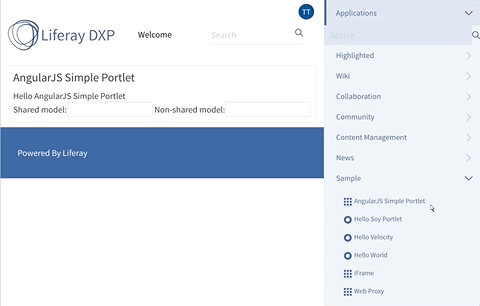 TT
Liferay DXP
Welcome
Search
AngularJS Simple Portlet
Hello AngularJS Simple Portlet
Shared model: Non-shared model:
Powered By Liferay
Applications
Search ...
Highlighted
Wiki
Collaboration
Community
Content Management
News
Sample
AngularJS Simple Portlet
Hello Soy Portlet
Hello Velocity
Hello World
IFrame
Web Proxy